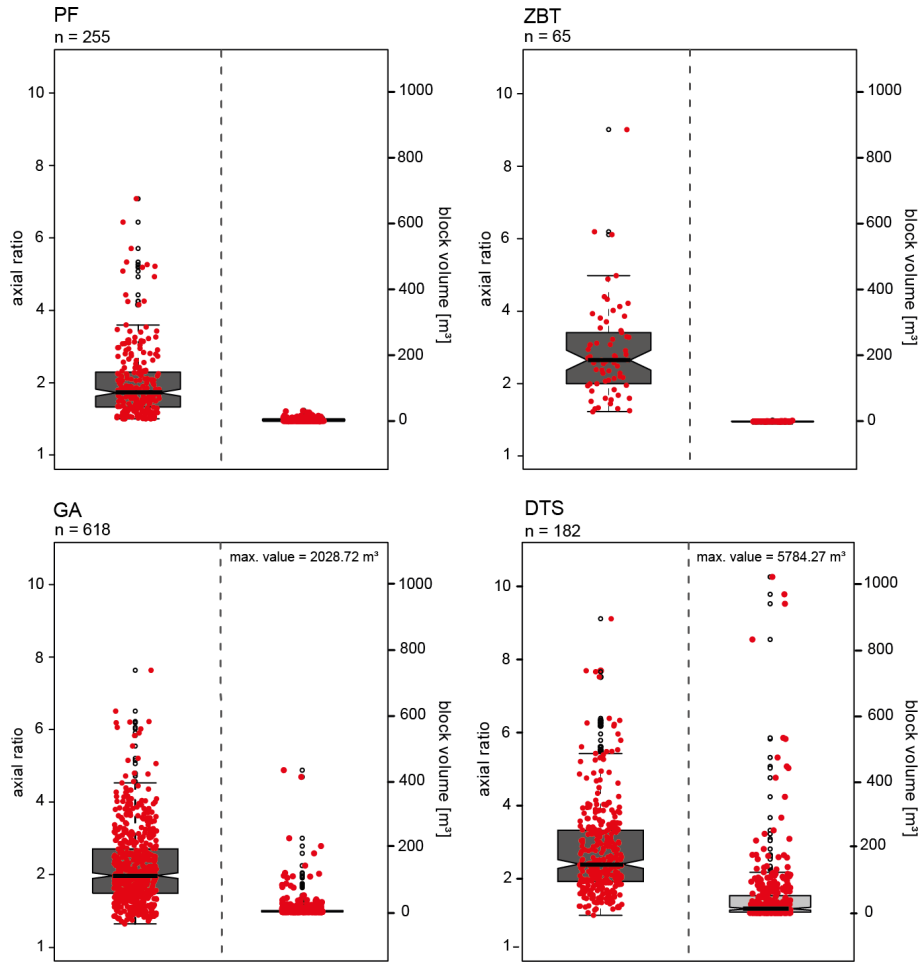 PF
n = 255
10
8
6
4
2
1
axial ratio
1000
800
600
400
200
0
block volume [m³]
ZBT
n = 65
10
8
6
4
2
1
axial ratio
1000
800
600
400
200
0
block volume [m³]
GA
n = 618
max. value = 2028.72 m³
10
8
6
4
2
1
axial ratio
1000
800
600
400
200
0
block volume [m³]
DTS
n = 182
max. value = 5784.27 m³
10
8
6
4
2
1
axial ratio
1000
800
600
400
200
0
block volume [m³]